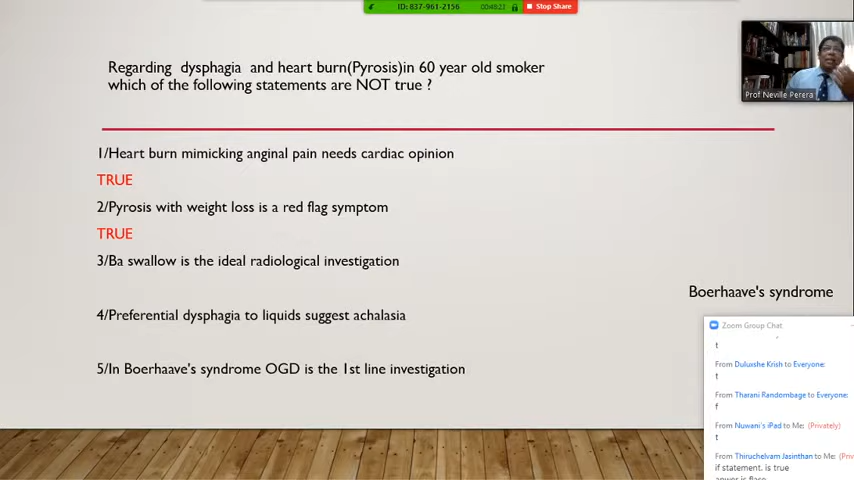 ID: 837-961-2156
00:48:23
Stop Share
Regarding dysphagia and heart burn(Pyrosis)in 60 year old smoker
which of the following statements are NOT true ?
Prof Neville Perera
1/Heart burn mimicking anginal pain needs cardiac opinion
TRUE
2/Pyrosis with weight loss is a red flag symptom
TRUE
3/Ba swallow is the ideal radiological investigation
4/Preferential dysphagia to liquids suggest achalasia
5/In Boerhaave's syndrome OGD is the 1st line investigation
Boerhaave's syndrome
Zoom Group Chat
t
From Duluxshe Krish to Everyone:
t
From Tharani Randombage to Everyone:
f
From Nuwani's iPad to Me: (Privately)
t
From Thiruchelvam Jasinthan to Me: (Priv
if statement. is true